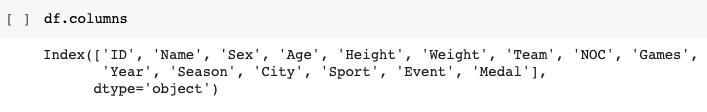 [ ] df.columns
Index(['ID', 'Name', 'Sex', 'Age', 'Height', 'Weight', 'Team', 'NOC', 'Games',
'Year', 'Season', 'City', 'Sport', 'Event', 'Medal'],
dtype='object')